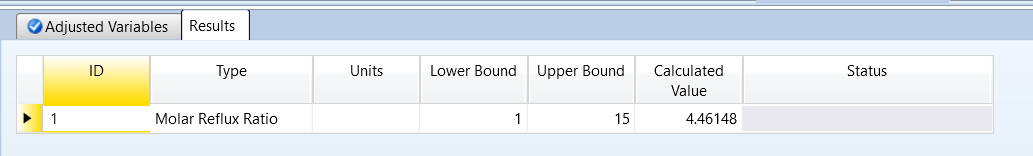 Adjusted Variables Results
ID Type Units Lower Bound Upper Bound Calculated Value Status
1 Molar Reflux Ratio 1 15 4.46148